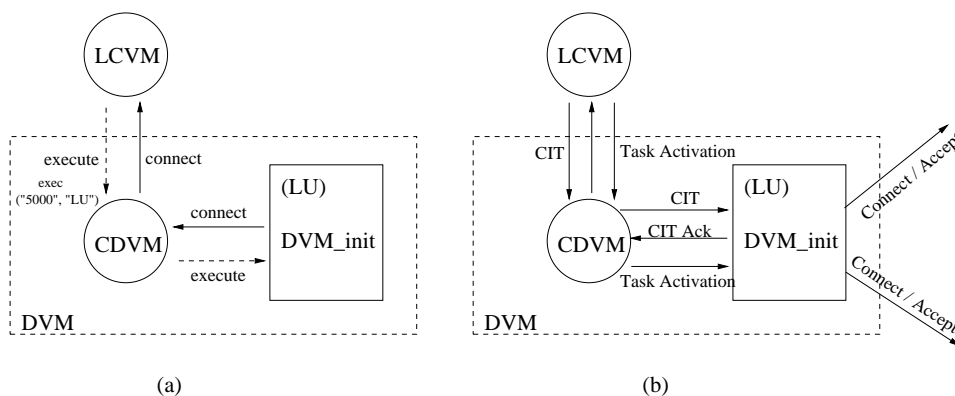 LCVM
execute
connect
exec
("5000", "LU")
CDVM
connect
execute
(LU)
DVM_init
DVM
(a)
LCVM
CIT
Task Activation
CDVM
CIT
CIT Ack
Task Activation
(LU)
DVM_init
Connect / Accept
Connect / Accept
DVM
(b)